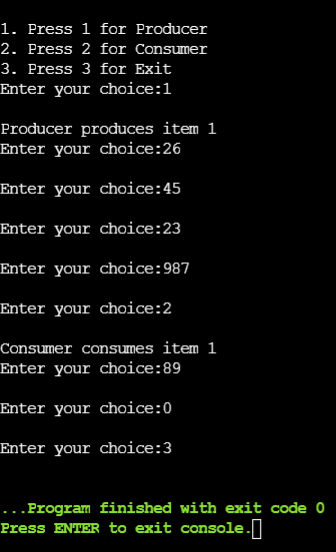 1. Press 1 for Producer
2. Press 2 for Consumer
3. Press 3 for Exit
Enter your choice:1
Producer produces item 1
Enter your choice:26
Enter your choice:45
Enter your choice:23
Enter your choice:987
Enter your choice:2
Consumer consumes item 1
Enter your choice:89
Enter your choice:0
Enter your choice:3
...Program finished with exit code 0
Press ENTER to exit console.